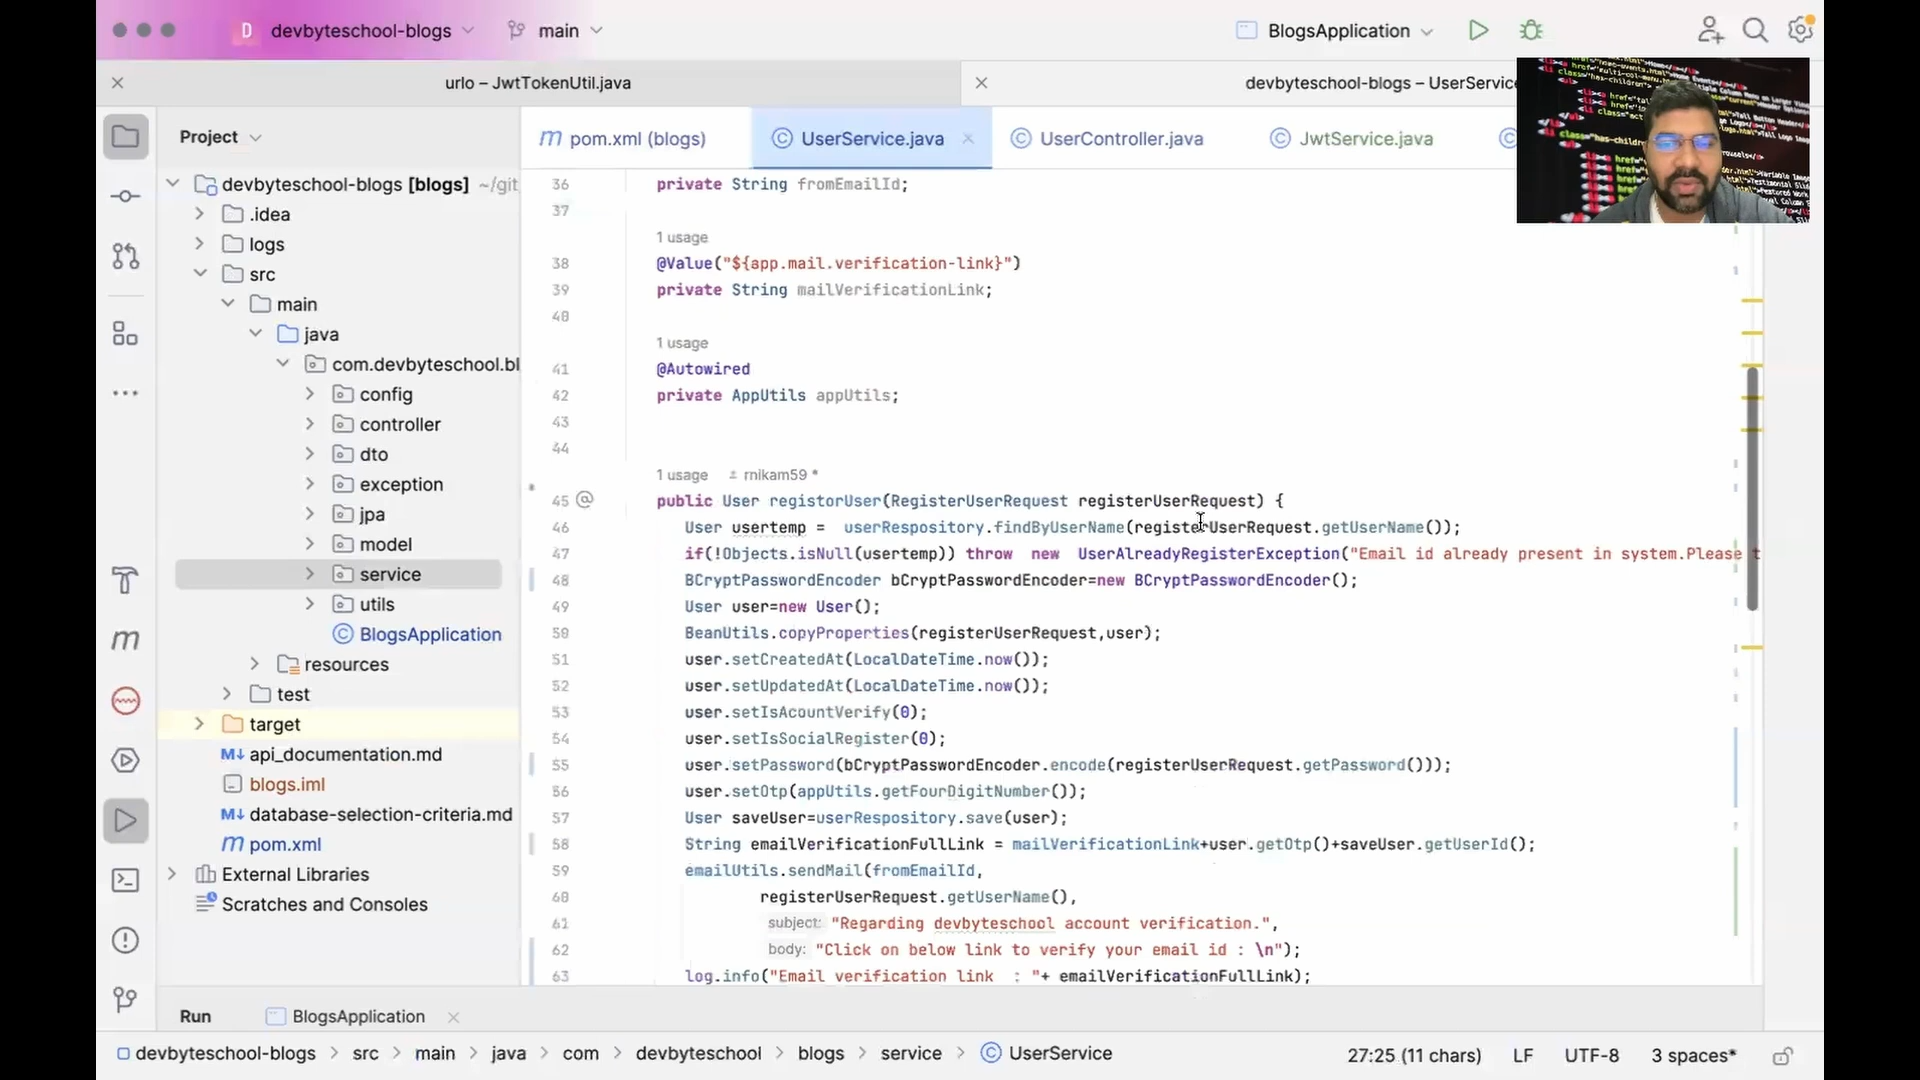 D devbyteschool-blogs main BlogsApplication
urlo – JwtTokenUtil.java devbyteschool-blogs – UserService
Project
m pom.xml (blogs) UserService.java UserController.java JwtService.java
devbyteschool-blogs [blogs] ~/git
.idea
logs
src
main
java
com.devbyteschool.bl
config
controller
dto
exception
jpa
model
service
utils
BlogsApplication
resources
test
target
M↓ api_documentation.md
blogs.iml
M↓ database-selection-criteria.md
m pom.xml
External Libraries
Scratches and Consoles
36 private String fromEmailId;
37
1 usage
38 @Value("${app.mail.verification-link}")
39 private String mailVerificationLink;
40
1 usage
41 @Autowired
42 private AppUtils appUtils;
43
44
1 usage rnikam59 *
45 @ public User registorUser(RegisterUserRequest registerUserRequest) {
46 User usertemp = userRespository.findByUserName(registerUserRequest.getUserName());
47 if(!Objects.isNull(usertemp)) throw new UserAlreadyRegisterException("Email id already present in system.Please t
48 BCryptPasswordEncoder bCryptPasswordEncoder=new BCryptPasswordEncoder();
49 User user=new User();
50 BeanUtils.copyProperties(registerUserRequest,user);
51 user.setCreatedAt(LocalDateTime.now());
52 user.setUpdatedAt(LocalDateTime.now());
53 user.setIsAcountVerify(0);
54 user.setIsSocialRegister(0);
55 user.setPassword(bCryptPasswordEncoder.encode(registerUserRequest.getPassword()));
56 user.setOtp(appUtils.getFourDigitNumber());
57 User saveUser=userRespository.save(user);
58 String emailVerificationFullLink = mailVerificationLink+user.getOtp()+saveUser.getUserId();
59 emailUtils.sendMail(fromEmailId,
60 registerUserRequest.getUserName(),
61 subject: "Regarding devbyteschool account verification.",
62 body: "Click on below link to verify your email id : \n");
63 log.info("Email verification link : "+ emailVerificationFullLink);
Run BlogsApplication
devbyteschool-blogs > src > main > java > com > devbyteschool > blogs > service > UserService 27:25 (11 chars) LF UTF-8 3 spaces*